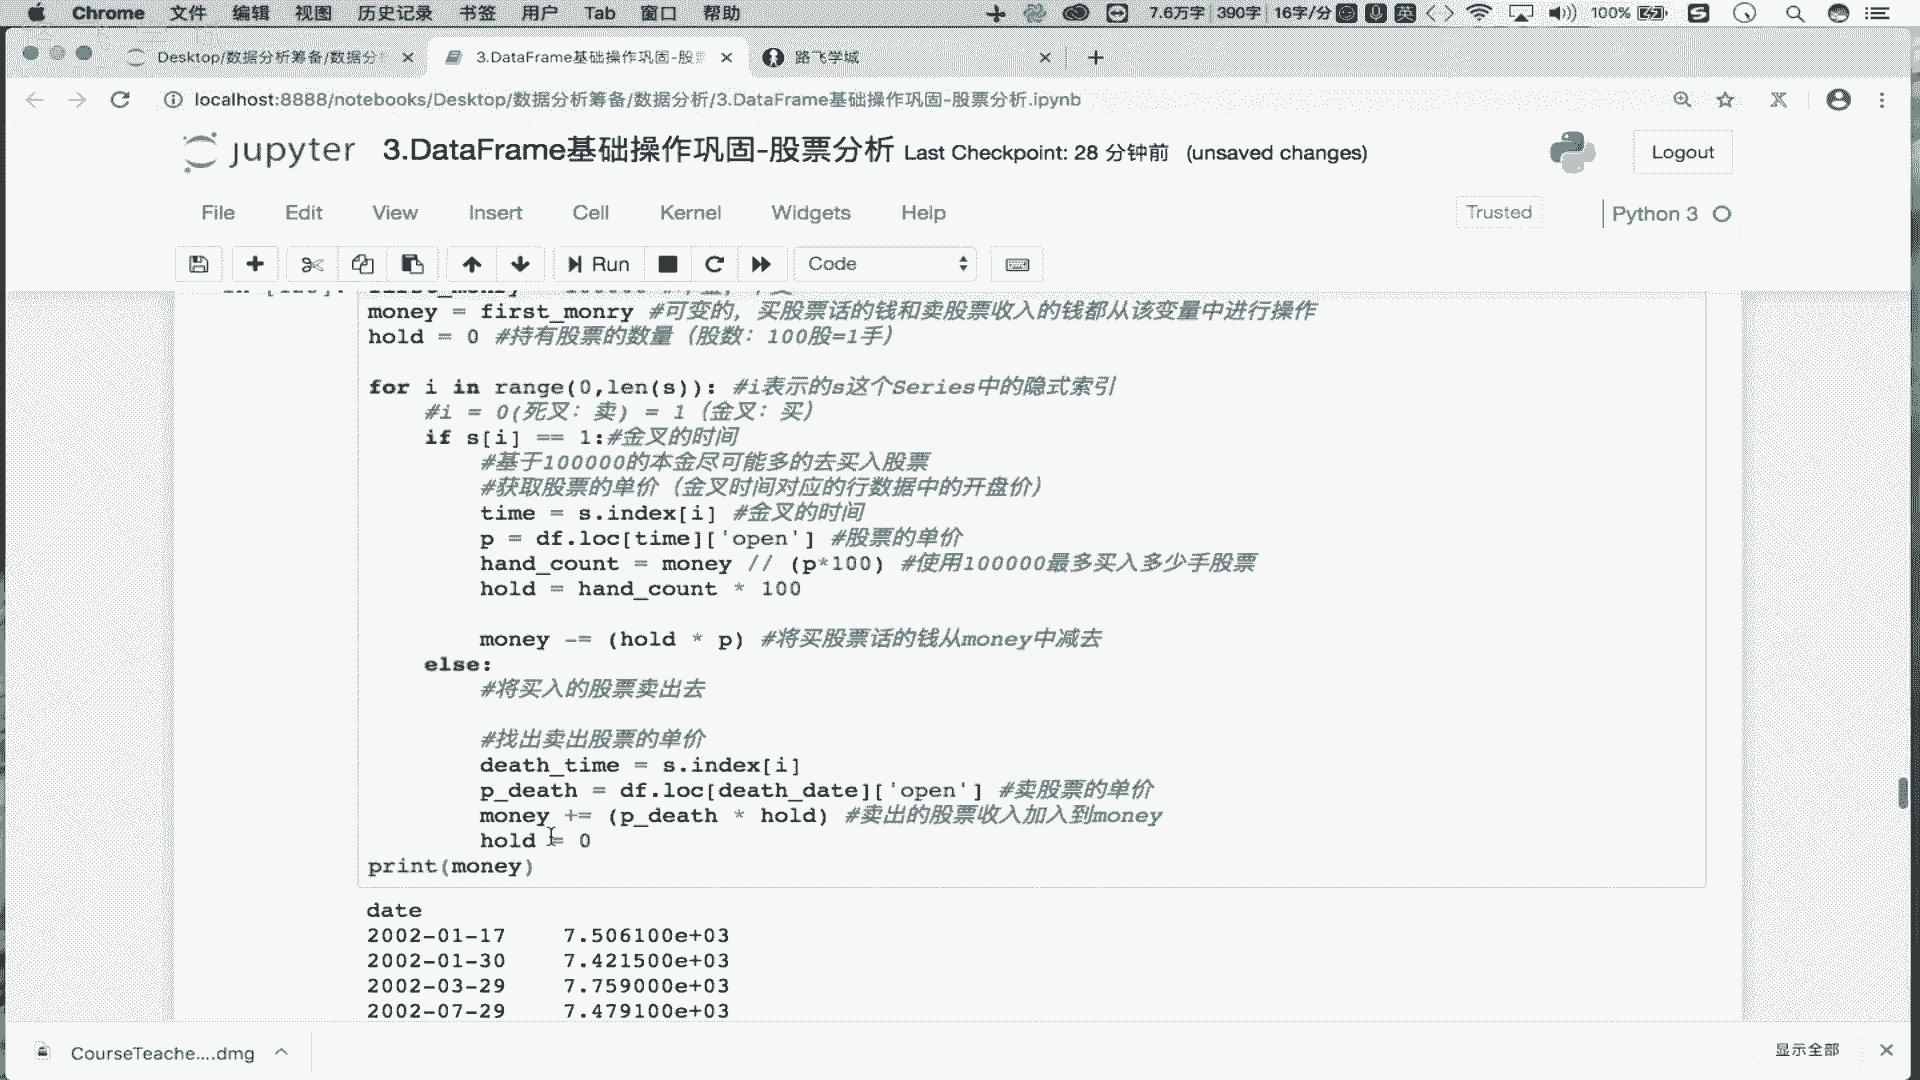 Chrome 文件 编辑 视图 历史记录 书签 用户 Tab 窗口 帮助 7.6万字 390字 16字/分 英 100%
Desktop/数据分析筹备/数据分
3.DataFrame基础操作巩固-股
路飞学城
localhost:8888/notebooks/Desktop/数据分析筹备/数据分析/3.DataFrame基础操作巩固-股票分析.ipynb
jupyter 3.DataFrame基础操作巩固-股票分析 Last Checkpoint: 28 分钟前 (unsaved changes)
Logout
File Edit View Insert Cell Kernel Widgets Help
Trusted Python 3
Run Code
money = first_monry #可变的，买股票话的钱和卖股票收入的钱都从该变量中进行操作
hold = 0 #持有股票的数量（股数：100股=1手）
for i in range(0,len(s)): #i表示的s这个Series中的隐式索引
#i = 0(死叉：卖) = 1（金叉：买）
if s[i] == 1:#金叉的时间
#基于100000的本金尽可能多的去买入股票
#获取股票的单价（金叉时间对应的行数据中的开盘价）
time = s.index[i] #金叉的时间
p = df.loc[time]['open'] #股票的单价
hand_count = money // (p*100) #使用100000最多买入多少手股票
hold = hand_count * 100
money -= (hold * p) #将买股票话的钱从money中减去
else:
#将买入的股票卖出去
#找出卖出股票的单价
death_time = s.index[i]
p_death = df.loc[death_date]['open'] #卖股票的单价
money += (p_death * hold) #卖出的股票收入加入到money
hold = 0
print(money)
date
2002-01-17 7.506100e+03
2002-01-30 7.421500e+03
2002-03-29 7.759000e+03
2002-07-29 7.479100e+03
CourseTeache....dmg
显示全部